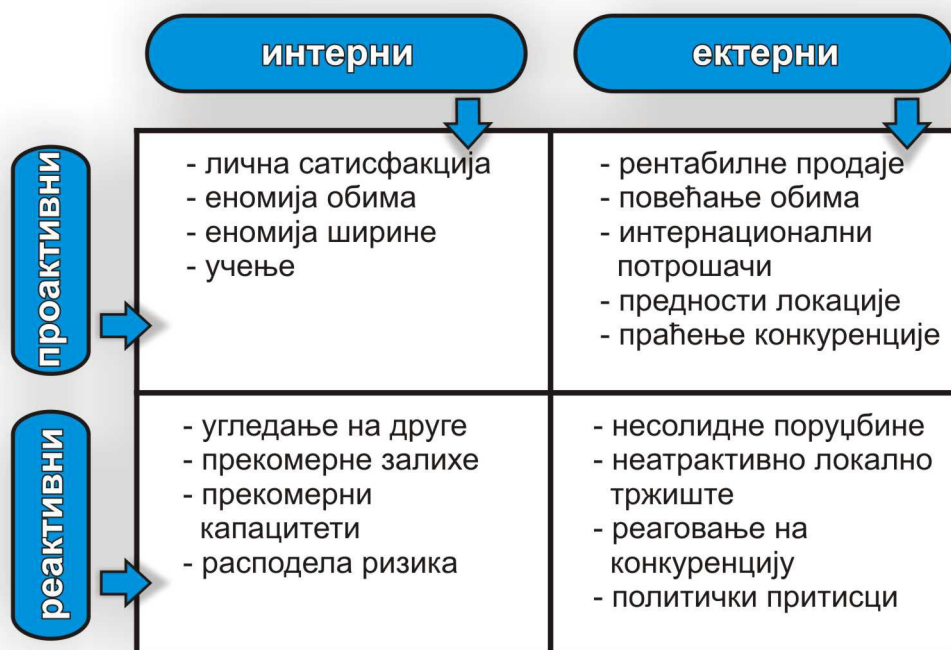 интерни
ектерни
проактивни
- лична сатисфакција
- еномија обима
- еномија ширине
- учење
- рентабилне продаје
- повећање обима
- интернационални
потрошачи
- предности локације
- праћење конкуренције
реактивни
- угледање на друге
- прекомерне залихе
- прекомерни
капацитети
- расподела ризика
- несолидне поруџбине
- неатрактивно локално
тржиште
- реаговање на
конкуренцију
- политички притисци